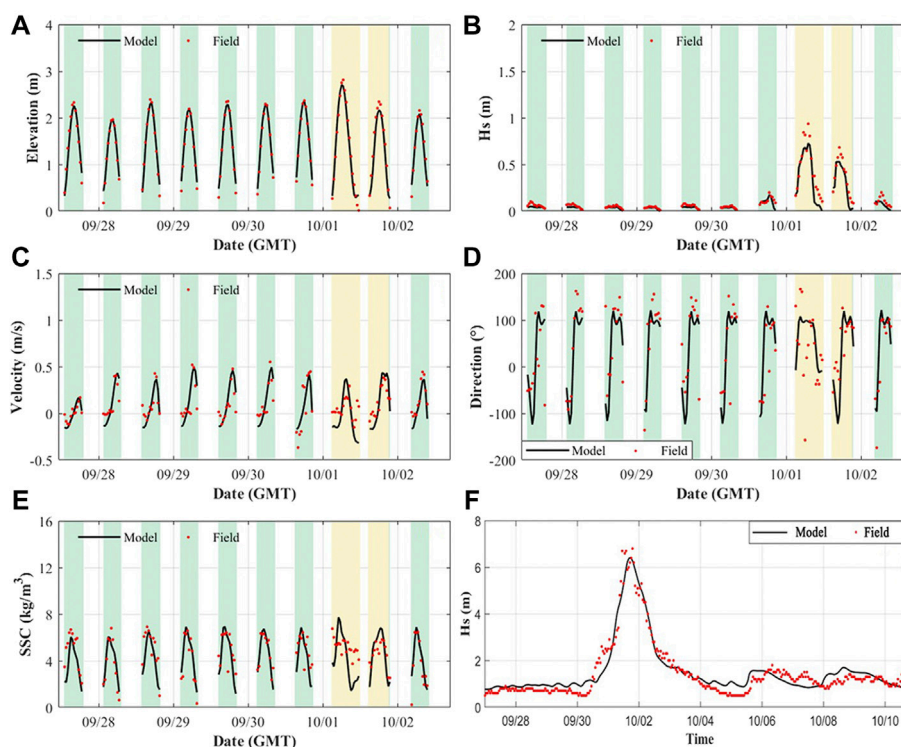 A
4
3
2
1
0
Elevation (m)
Model Field
09/28 09/29 09/30 10/01 10/02
Date (GMT)
B
2
1.5
1
0.5
0
Hs (m)
Model Field
09/28 09/29 09/30 10/01 10/02
Date (GMT)
C
1.5
1
0.5
0
-0.5
Velocity (m/s)
Model Field
09/28 09/29 09/30 10/01 10/02
Date (GMT)
D
200
100
0
-100
-200
Direction (°)
Model Field
09/28 09/29 09/30 10/01 10/02
Date (GMT)
E
16
12
8
4
0
SSC (kg/m³)
Model Field
09/28 09/29 09/30 10/01 10/02
Date (GMT)
F
8
6
4
2
0
Hs (m)
Model Field
09/28 09/30 10/02 10/04 10/06 10/08 10/10
Time